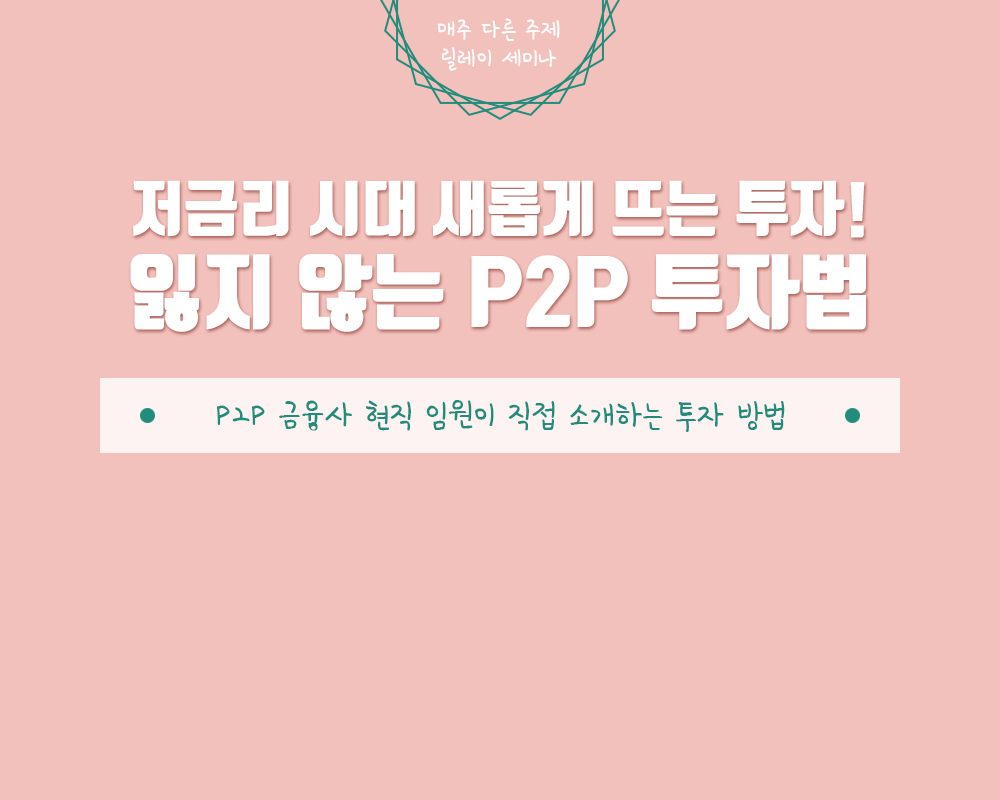 매주 다른 주제
릴레이 세미나
저금리 시대 새롭게 뜨는 투자!
잃지 않는 P2P 투자법
P2P 금융사 현직 임원이 직접 소개하는 투자 방법